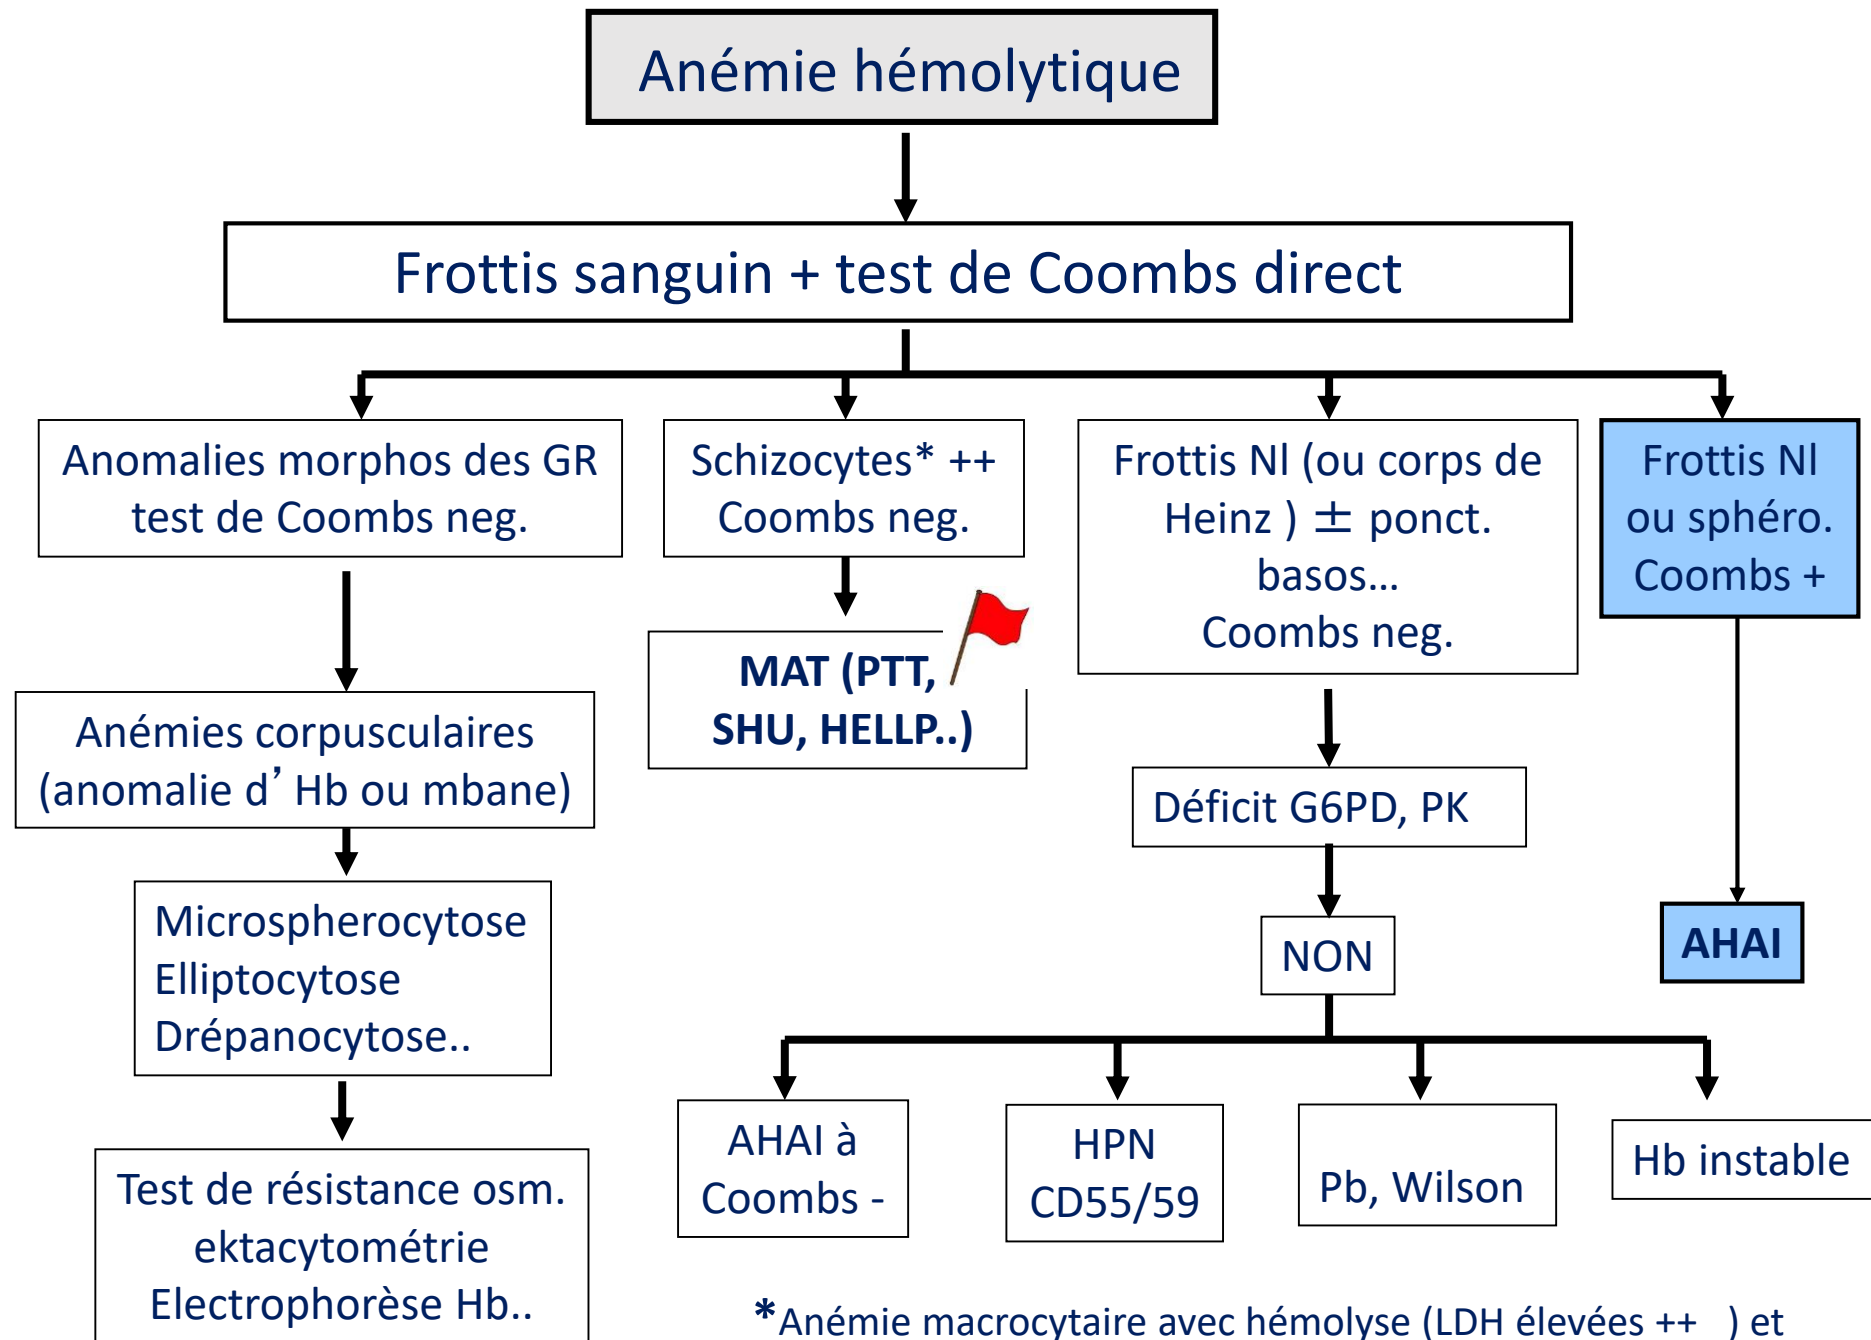 Anémie hémolytique
Frottis sanguin + test de Coombs direct
Anomalies morphos des GR
test de Coombs neg.
Schizocytes* ++
Coombs neg.
Frottis Nl (ou corps de
Heinz ) ± ponct.
basos...
Coombs neg.
Frottis Nl
ou sphéro.
Coombs +
MAT (PTT,
SHU, HELLP..)
Anémies corpusculaires
(anomalie d' Hb ou mbane)
Déficit G6PD, PK
Microspherocytose
Elliptocytose
Drépanocytose..
NON
AHAI
Test de résistance osm.
ektacytométrie
Electrophorèse Hb..
AHAI à
Coombs -
HPN
CD55/59
Pb, Wilson
Hb instable
*Anémie macrocytaire avec hémolyse (LDH élevées ++ ) et